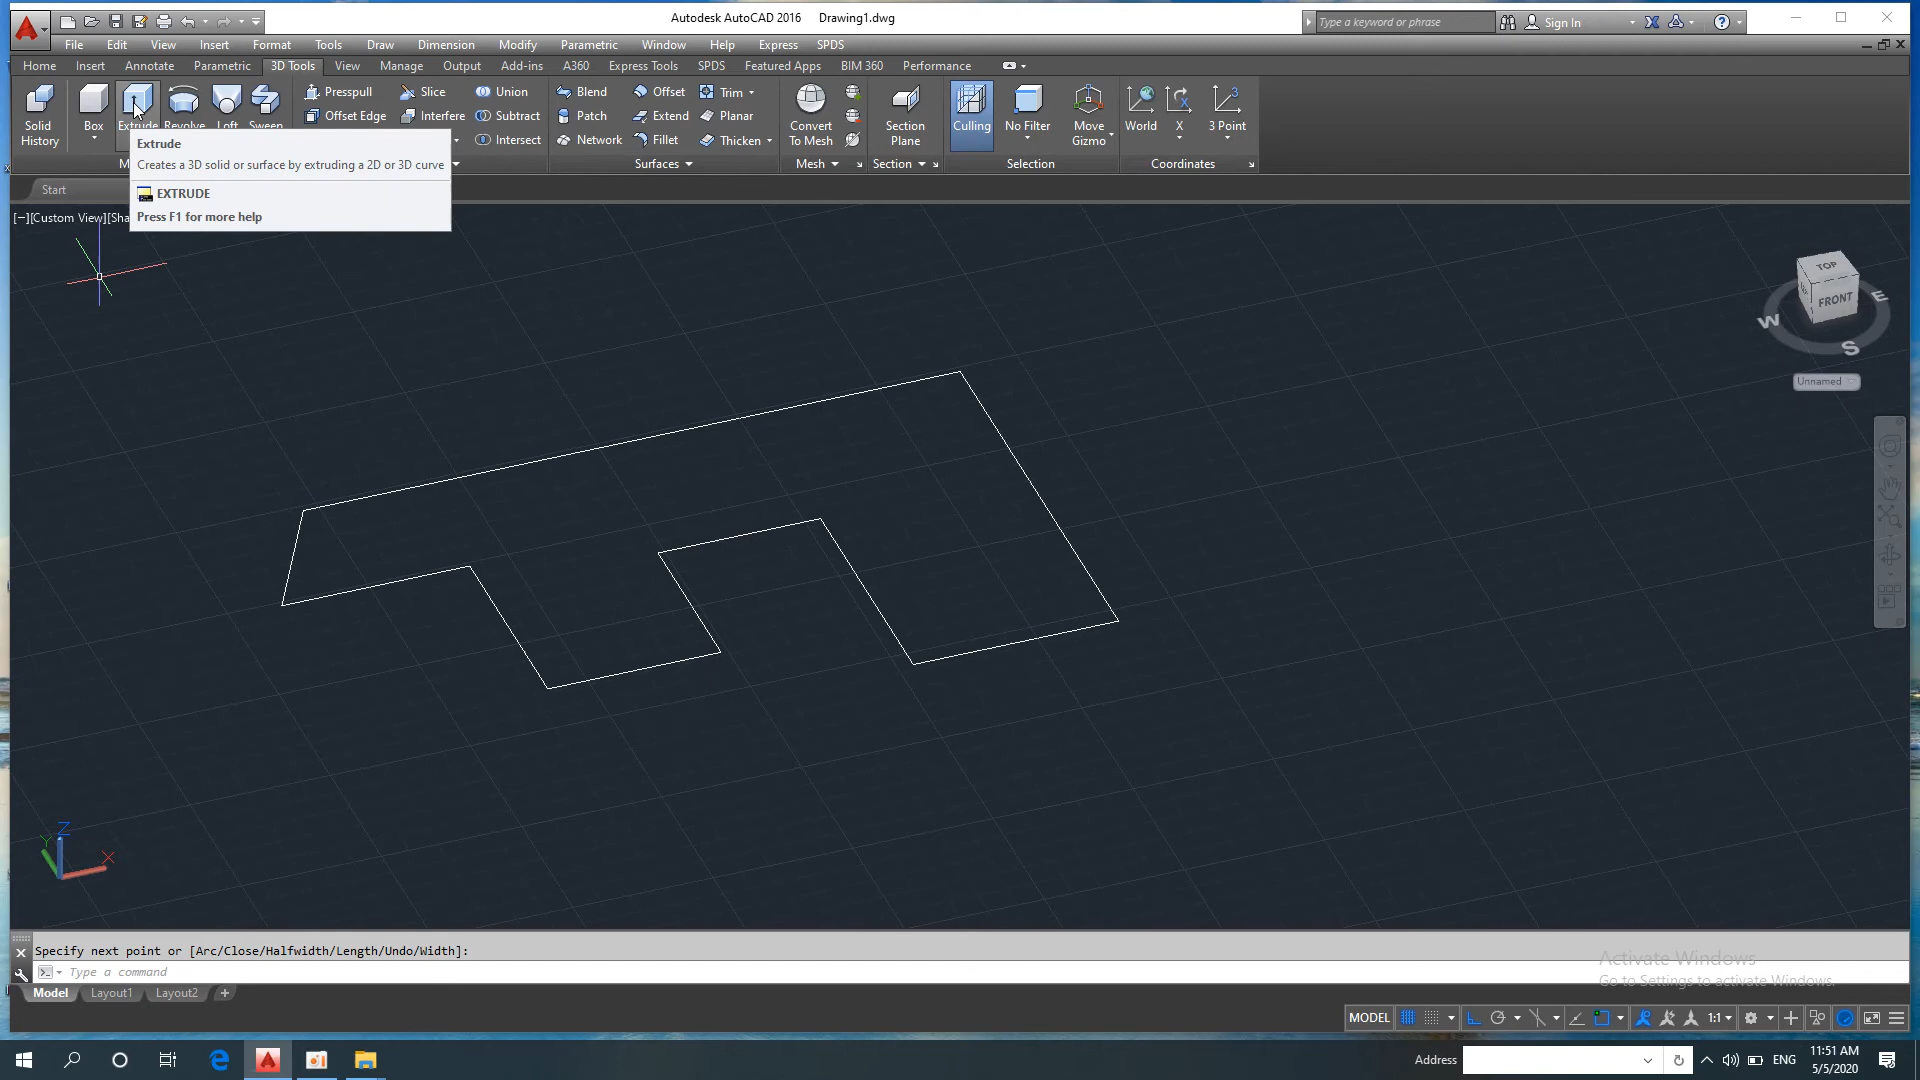 Autodesk AutoCAD 2016 Drawing1.dwg
Type a keyword or phrase
Sign In
File Edit View Insert Format Tools Draw Dimension Modify Parametric Window Help Express SPDS
Home Insert Annotate Parametric 3D Tools View Manage Output Add-ins A360 Express Tools SPDS Featured Apps BIM 360 Performance
Solid History
Box
Extrude
Revolve
Loft
Sweep
Presspull
Offset Edge
Slice
Interfere
Union
Subtract
Intersect
Blend
Patch
Network
Offset
Extend
Fillet
Trim
Planar
Thicken
Surfaces
Convert To Mesh
Mesh
Section Plane
Section
Culling
No Filter
Move Gizmo
Selection
World
X
3 Point
Coordinates
Extrude
Creates a 3D solid or surface by extruding a 2D or 3D curve
EXTRUDE
Press F1 for more help
Start
[−][Custom View][Sha
TOP
FRONT
W
S
E
Unnamed
Z
Y
X
Specify next point or [Arc/Close/Halfwidth/Length/Undo/Width]:
Type a command
Activate Windows
Go to Settings to activate Windows.
Model Layout1 Layout2 +
MODEL
1:1
Address
ENG
11:51 AM
5/5/2020